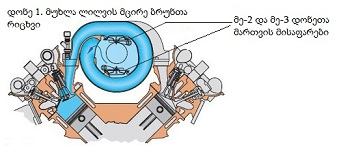 დონე 1. მუხლა ლილვის მცირე ბრუნთა
რიცხვი
მე-2 და მე-3 დონეთა
მართვის მისაფარები